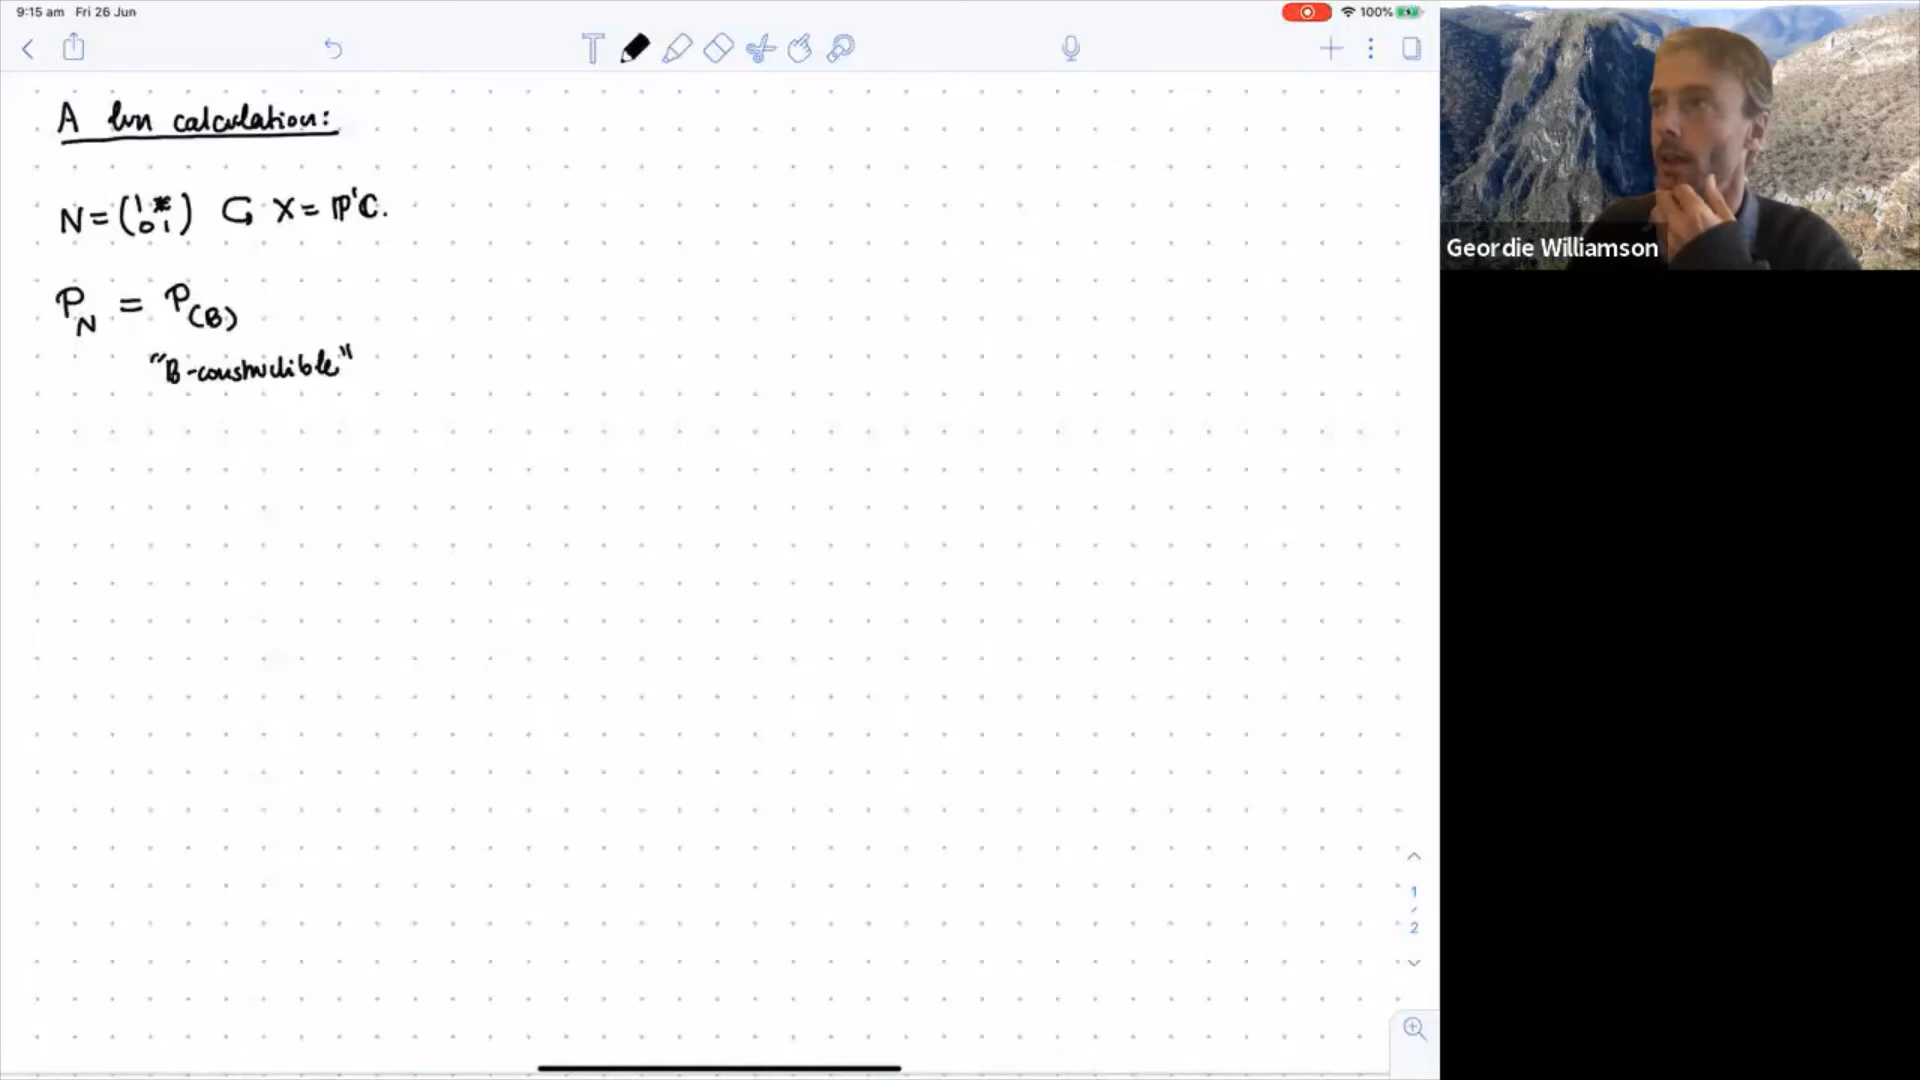 9:15 am Fri 26 Jun
100%
A fun calculation:
N = (1 * 0 1) ↻ X = ℙ¹ℂ.
P_N = P_(B)
"B-constructible"
Geordie Williamson
1
2